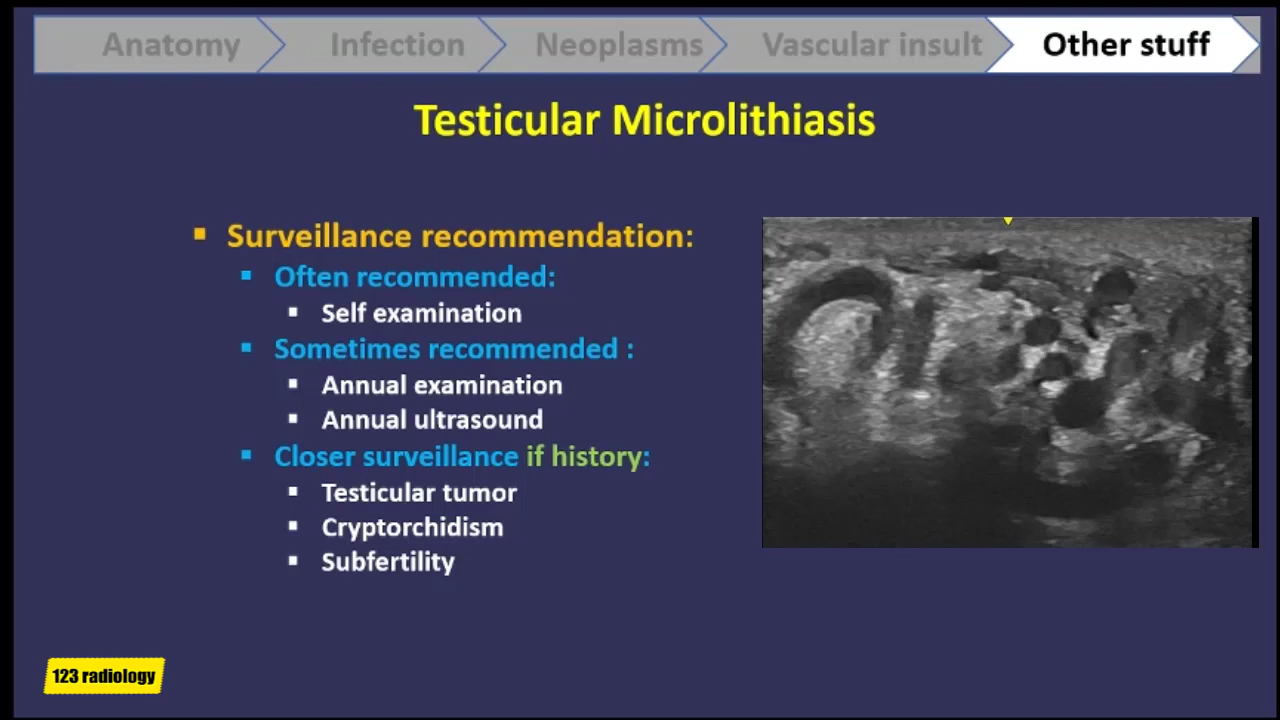 Anatomy
Infection
Neoplasms
Vascular insult
Other stuff
Testicular Microlithiasis
Surveillance recommendation:
Often recommended:
Self examination
Sometimes recommended :
Annual examination
Annual ultrasound
Closer surveillance if history:
Testicular tumor
Cryptorchidism
Subfertility
123 radiology